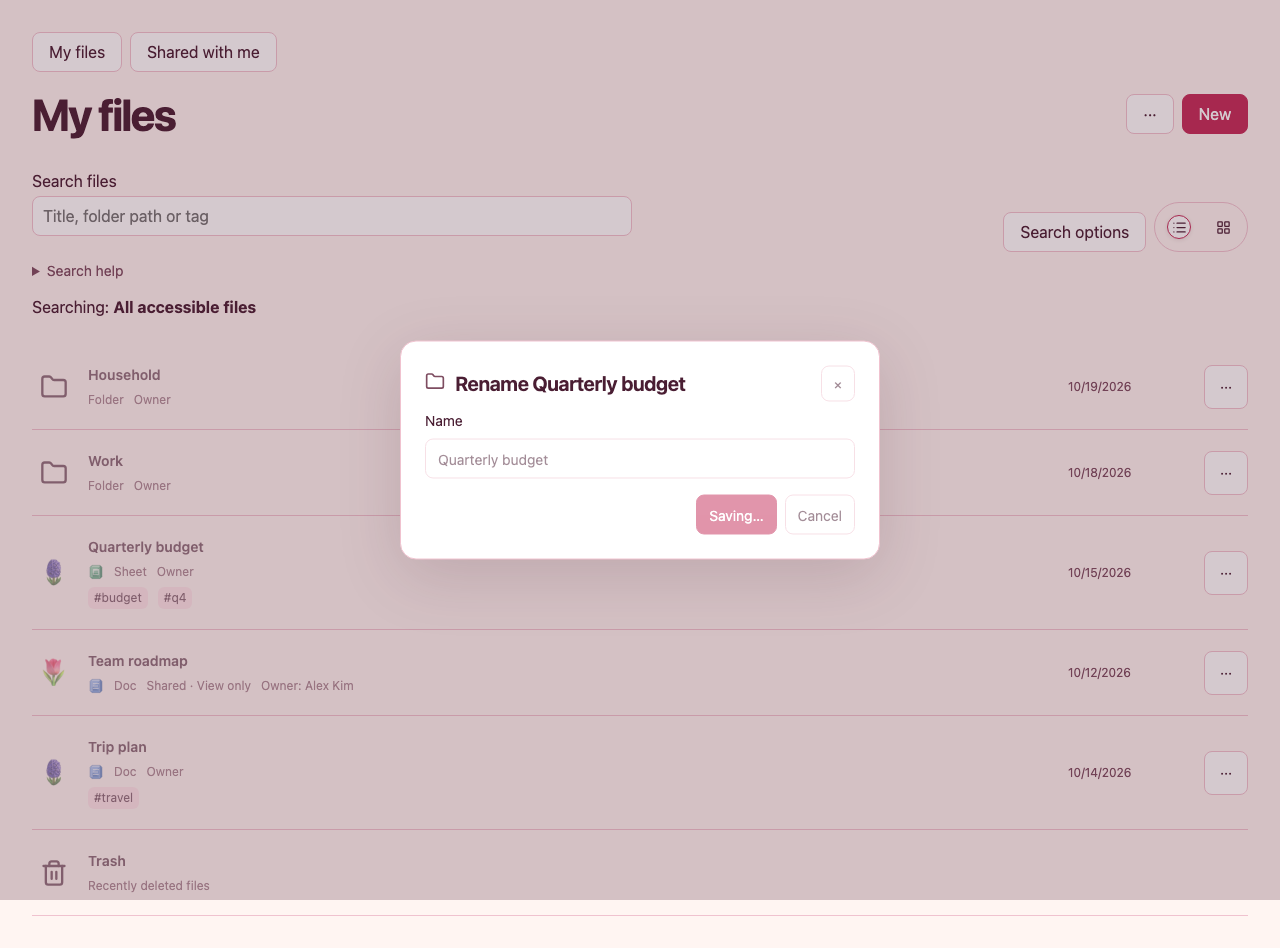 My files
Shared with me
My files
...
New
Search files
Title, folder path or tag
Search options
Search help
Searching: All accessible files
Household
Folder Owner
10/19/2026
...
Work
Folder Owner
10/18/2026
...
Rename Quarterly budget
×
Name
Quarterly budget
Saving...
Cancel
Quarterly budget
Sheet Owner
#budget #q4
10/15/2026
...
Team roadmap
Doc Shared · View only Owner: Alex Kim
10/12/2026
...
Trip plan
Doc Owner
#travel
10/14/2026
...
Trash
Recently deleted files